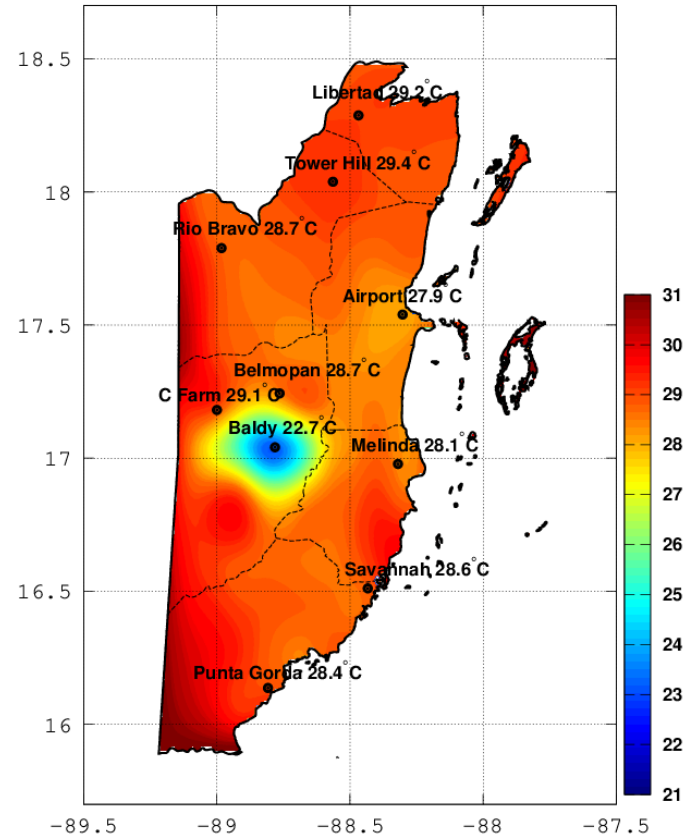 18.5
Libertad 29.2 °C
Tower Hill 29.4 °C
18
Rio Bravo 28.7 °C
Airport 27.9 °C
17.5
Belmopan 28.7 °C
C Farm 29.1 °C
Baldy 22.7 °C
Melinda 28.1 °C
17
Savannah 28.6 °C
16.5
Punta Gorda 28.4 °C
16
-89.5 -89 -88.5 -88 -87.5
31
30
29
28
27
26
25
24
23
22
21